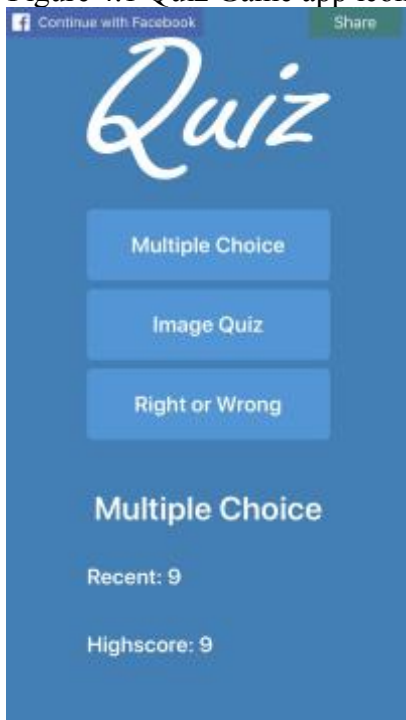 Figure 4.1 Quiz Game app icon
Continue with Facebook
Share
Quiz
Multiple Choice
Image Quiz
Right or Wrong
Multiple Choice
Recent: 9
Highscore: 9